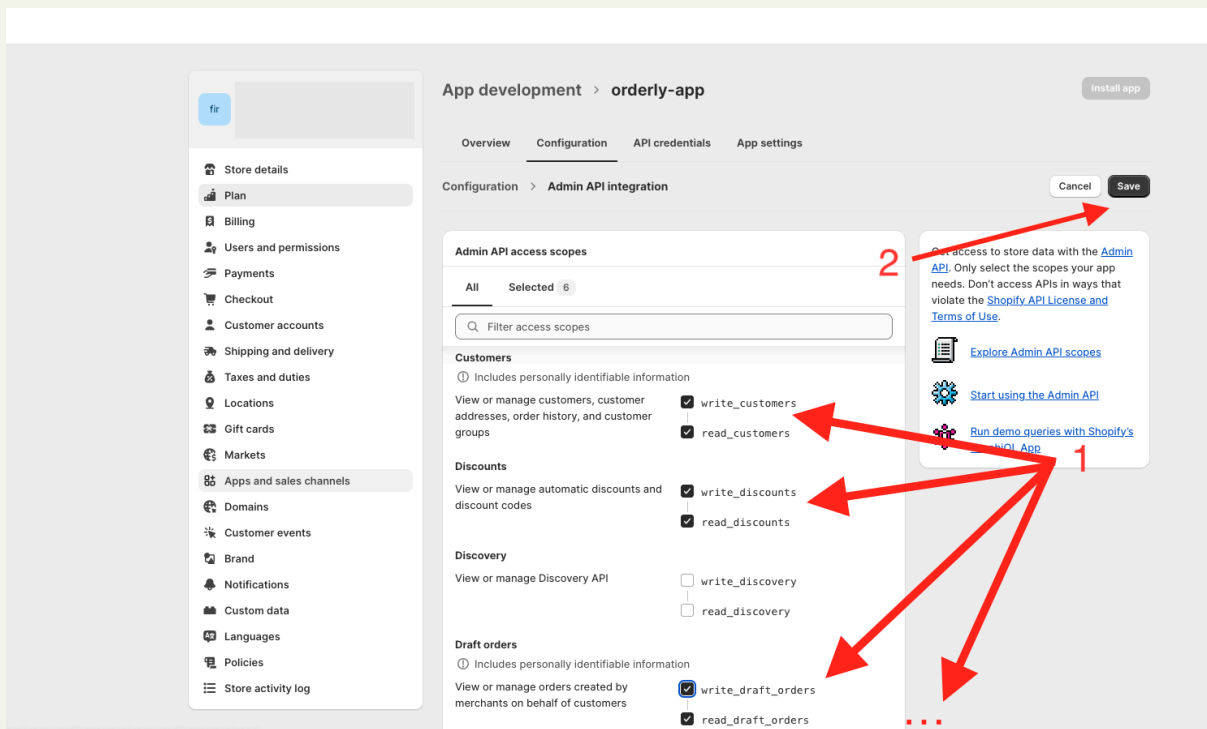 fir
Store details
Plan
Billing
Users and permissions
Payments
Checkout
Customer accounts
Shipping and delivery
Taxes and duties
Locations
Gift cards
Markets
Apps and sales channels
Domains
Customer events
Brand
Notifications
Custom data
Languages
Policies
Store activity log
App development > orderly-app
Install app
Overview Configuration API credentials App settings
Configuration > Admin API integration
Cancel Save
Admin API access scopes
All Selected 6
Filter access scopes
Customers
Includes personally identifiable information
View or manage customers, customer
addresses, order history, and customer
groups
write_customers
read_customers
Discounts
View or manage automatic discounts and
discount codes
write_discounts
read_discounts
Discovery
View or manage Discovery API
write_discovery
read_discovery
Draft orders
Includes personally identifiable information
View or manage orders created by
merchants on behalf of customers
write_draft_orders
read_draft_orders
2
access to store data with the Admin
API. Only select the scopes your app
needs. Don't access APIs in ways that
violate the Shopify API License and
Terms of Use.
Explore Admin API scopes
Start using the Admin API
Run demo queries with Shopify's
App
1
...